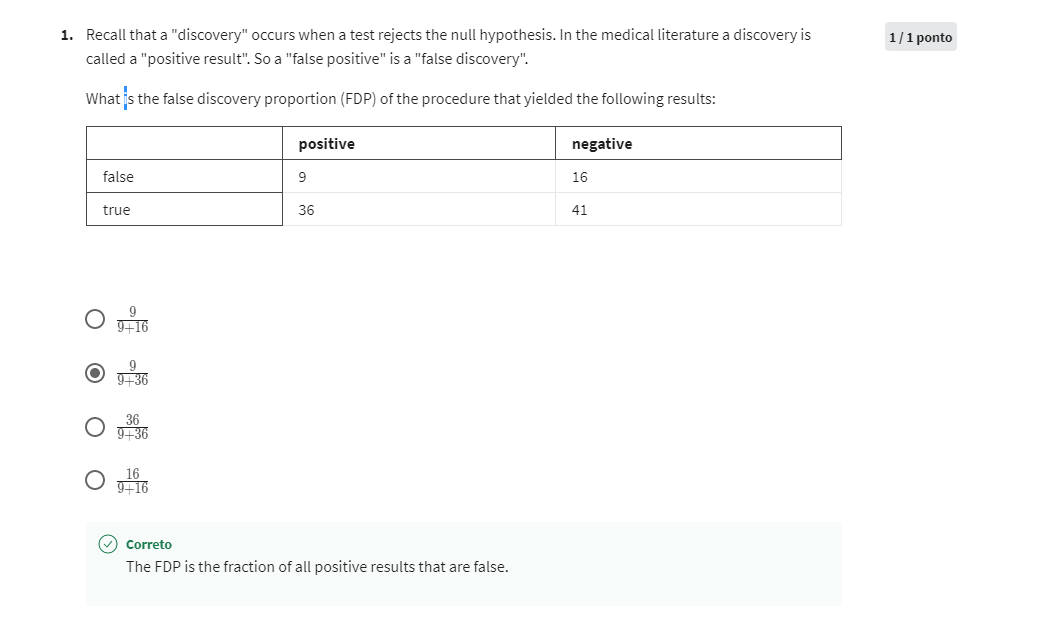 1. Recall that a "discovery" occurs when a test rejects the null hypothesis. In the medical literature a discovery is
called a "positive result". So a "false positive" is a "false discovery".
1 / 1 ponto
What is the false discovery proportion (FDP) of the procedure that yielded the following results:
positive negative
false 9 16
true 36 41
9
9+16
9
9+36
36
9+36
16
9+16
Correto
The FDP is the fraction of all positive results that are false.